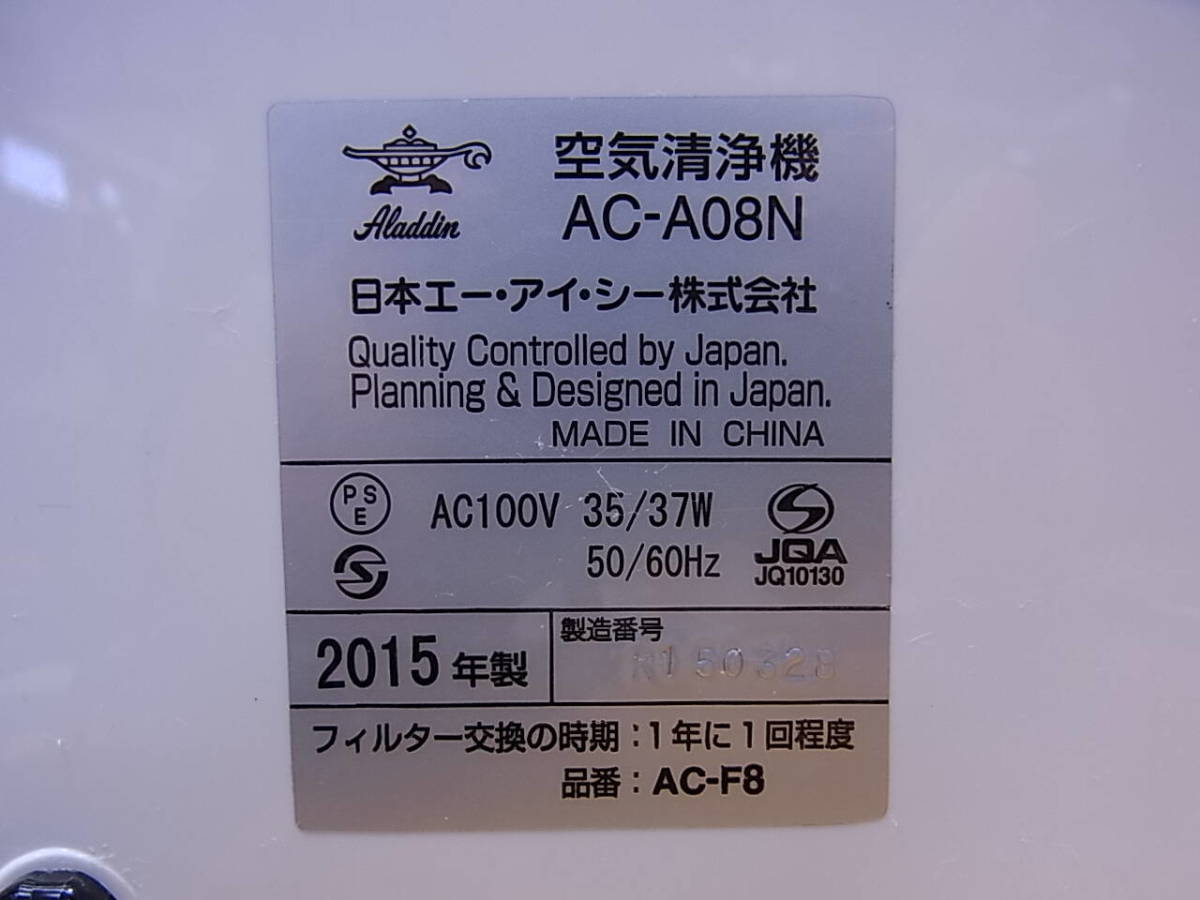 Aladdin
空気清浄機
AC-A08N
日本エー・アイ・シー株式会社
Quality Controlled by Japan.
Planning & Designed in Japan.
MADE IN CHINA
PS
E
AC100V 35/37W
50/60Hz
JQA
JQ10130
2015年製
製造番号
N150328
フィルター交換の時期：1年に1回程度
品番：AC-F8